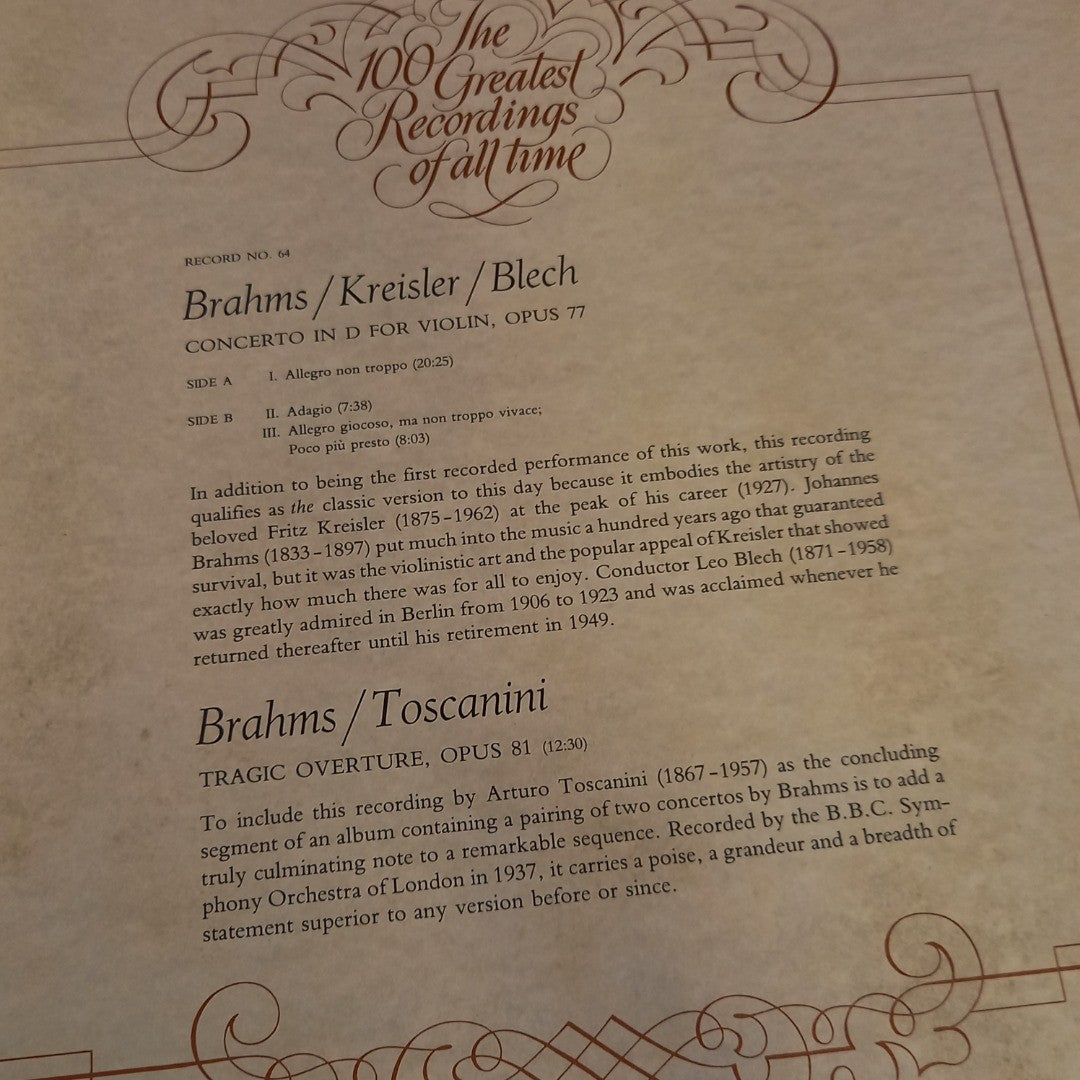 The
100 Greatest
Recordings
of all time
RECORD NO. 64
Brahms / Kreisler / Blech
CONCERTO IN D FOR VIOLIN, OPUS 77
SIDE A I. Allegro non troppo (20:25)
SIDE B II. Adagio (7:38)
III. Allegro giocoso, ma non troppo vivace;
Poco più presto (8:03)
In addition to being the first recorded performance of this work, this recording
qualifies as the classic version to this day because it embodies the artistry of the
beloved Fritz Kreisler (1875–1962) at the peak of his career (1927). Johannes
Brahms (1833–1897) put much into the music a hundred years ago that guaranteed
survival, but it was the violinistic art and the popular appeal of Kreisler that showed
exactly how much there was for all to enjoy. Conductor Leo Blech (1871–1958)
was greatly admired in Berlin from 1906 to 1923 and was acclaimed whenever he
returned thereafter until his retirement in 1949.
Brahms / Toscanini
TRAGIC OVERTURE, OPUS 81 (12:30)
To include this recording by Arturo Toscanini (1867–1957) as the concluding
segment of an album containing a pairing of two concertos by Brahms is to add a
truly culminating note to a remarkable sequence. Recorded by the B.B.C. Sym-
phony Orchestra of London in 1937, it carries a poise, a grandeur and a breadth of
statement superior to any version before or since.